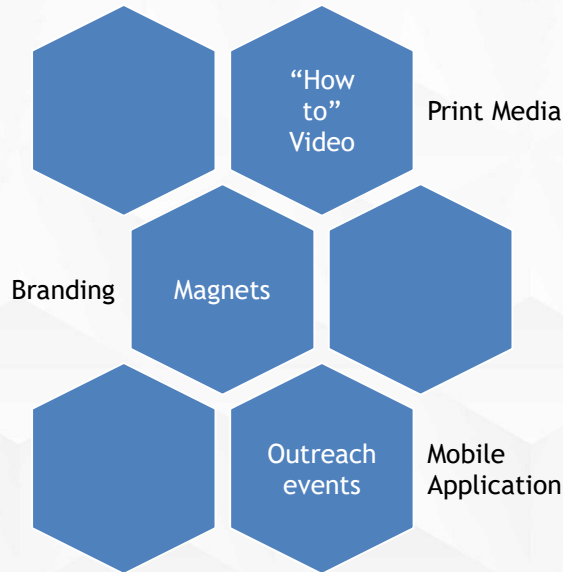 “How
to”
Video
Print Media
Branding
Magnets
Outreach
events
Mobile
Application